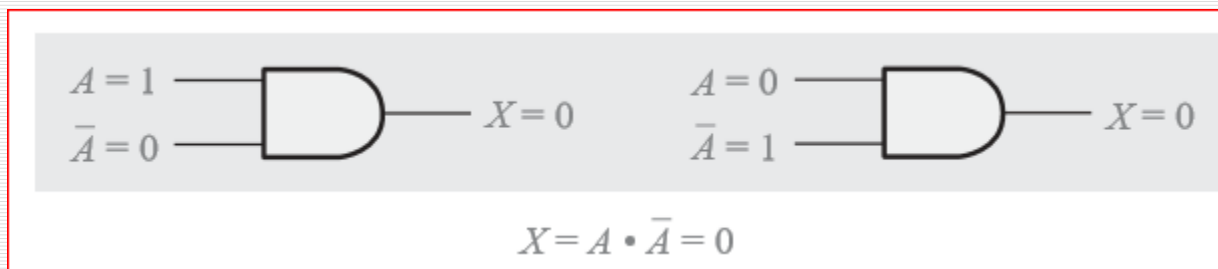 A = 1
A̅ = 0
X = 0
A = 0
A̅ = 1
X = 0
X = A • A̅ = 0